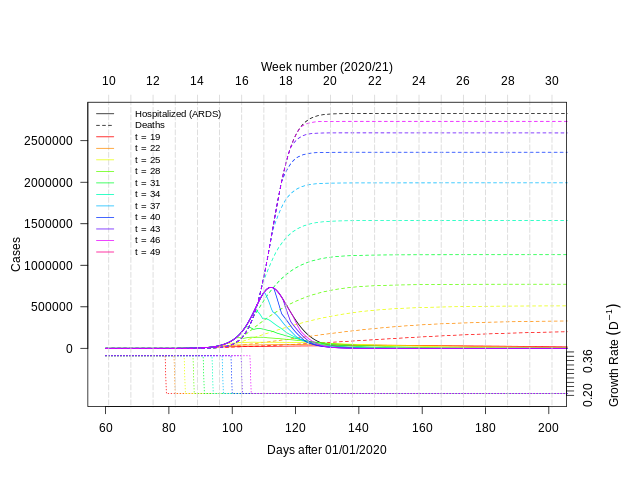 Week number (2020/21)
10 12 14 16 18 20 22 24 26 28 30
Hospitalized (ARDS)
Deaths
t = 19
t = 22
t = 25
t = 28
t = 31
t = 34
t = 37
t = 40
t = 43
t = 46
t = 49
Cases
2500000
2000000
1500000
1000000
500000
0
0.36
0.20
Growth Rate (D⁻¹)
60 80 100 120 140 160 180 200
Days after 01/01/2020